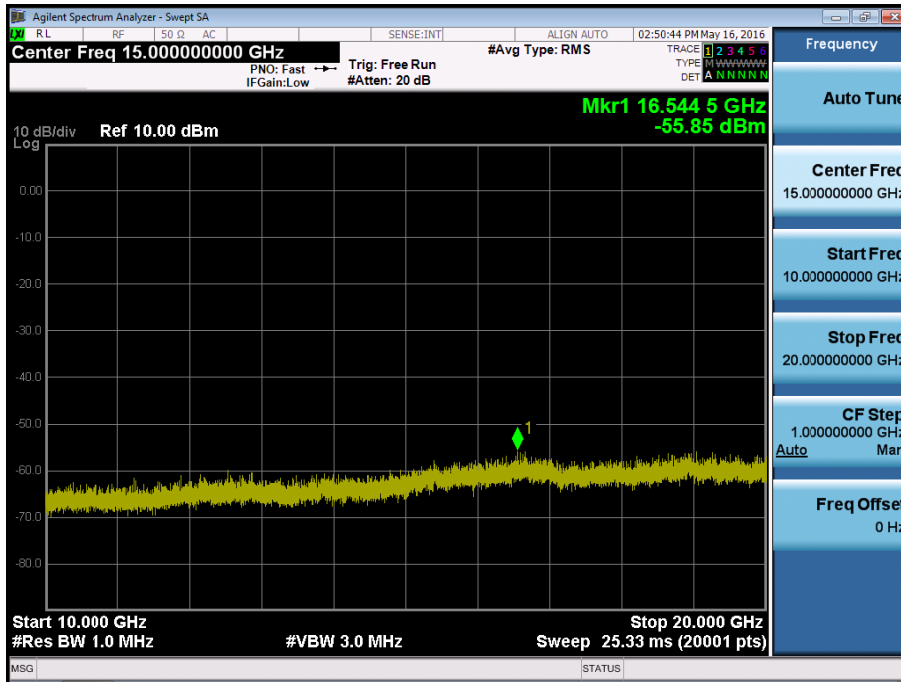 Agilent Spectrum Analyzer - Swept SA
LXI RL RF 50 Ω AC SENSE:INT ALIGN AUTO 02:50:44 PM May 16, 2016
Center Freq 15.000000000 GHz
PNO: Fast
IFGain:Low
Trig: Free Run
#Atten: 20 dB
#Avg Type: RMS
TRACE 1 2 3 4 5 6
TYPE M WWWWW
DET A N N N N N
Mkr1 16.544 5 GHz
-55.85 dBm
10 dB/div Ref 10.00 dBm
Log
0.00
-10.0
-20.0
-30.0
-40.0
-50.0
-60.0
-70.0
-80.0
1
Start 10.000 GHz
Stop 20.000 GHz
#Res BW 1.0 MHz
#VBW 3.0 MHz
Sweep 25.33 ms (20001 pts)
MSG
STATUS
Frequency
Auto Tune
Center Freq
15.000000000 GHz
Start Freq
10.000000000 GHz
Stop Freq
20.000000000 GHz
CF Step
1.000000000 GHz
Auto Man
Freq Offset
0 Hz